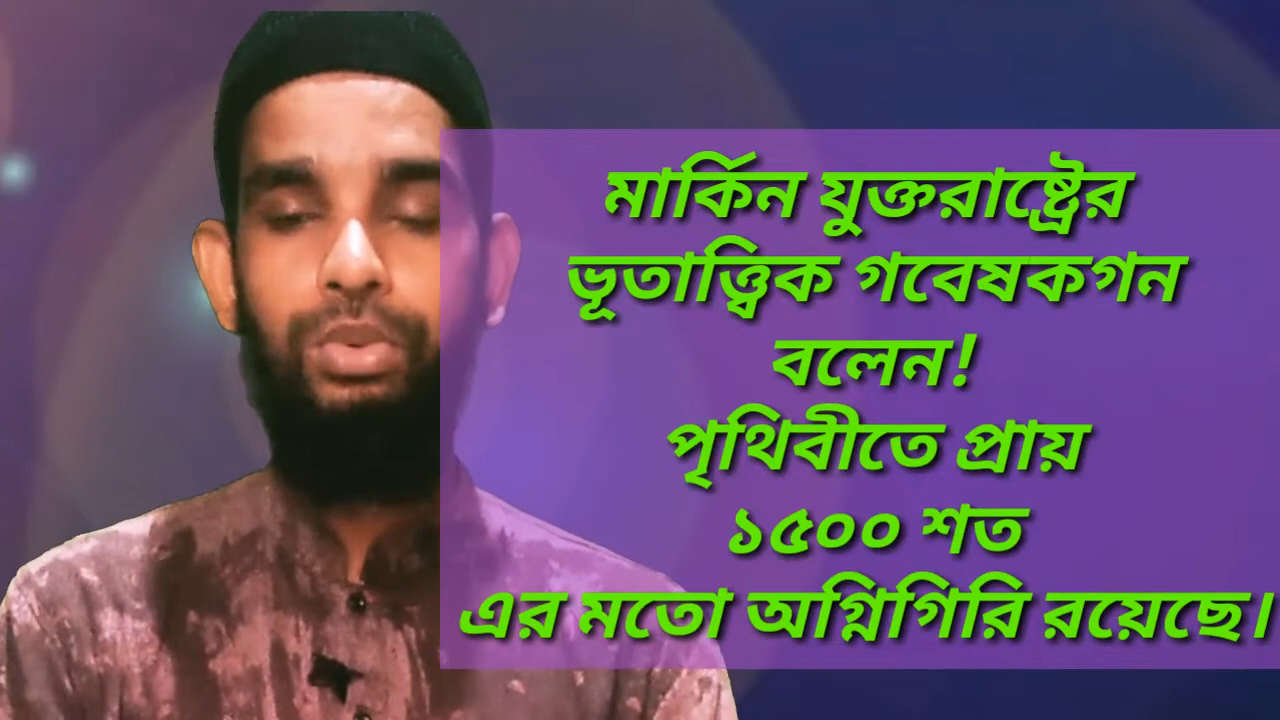 মার্কিন যুক্তরাষ্ট্রের
ভূতাত্ত্বিক গবেষকগন
বলেন!
পৃথিবীতে প্রায়
১৫০০ শত
এর মতো অগ্নিগিরি রয়েছে।